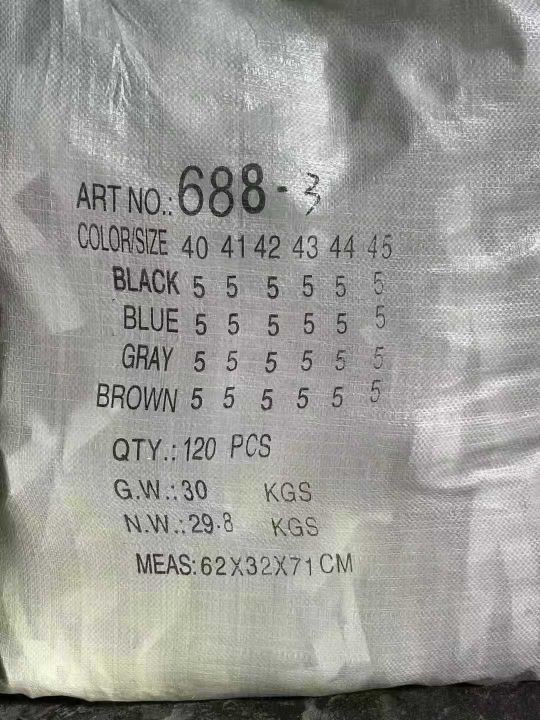 ART NO.: 688-3
COLOR/SIZE 40 41 42 43 44 45
BLACK 5 5 5 5 5 5
BLUE 5 5 5 5 5 5
GRAY 5 5 5 5 5 5
BROWN 5 5 5 5 5 5
QTY.: 120 PCS
G.W.: 30 KGS
N.W.: 29.8 KGS
MEAS: 62X32X71 CM